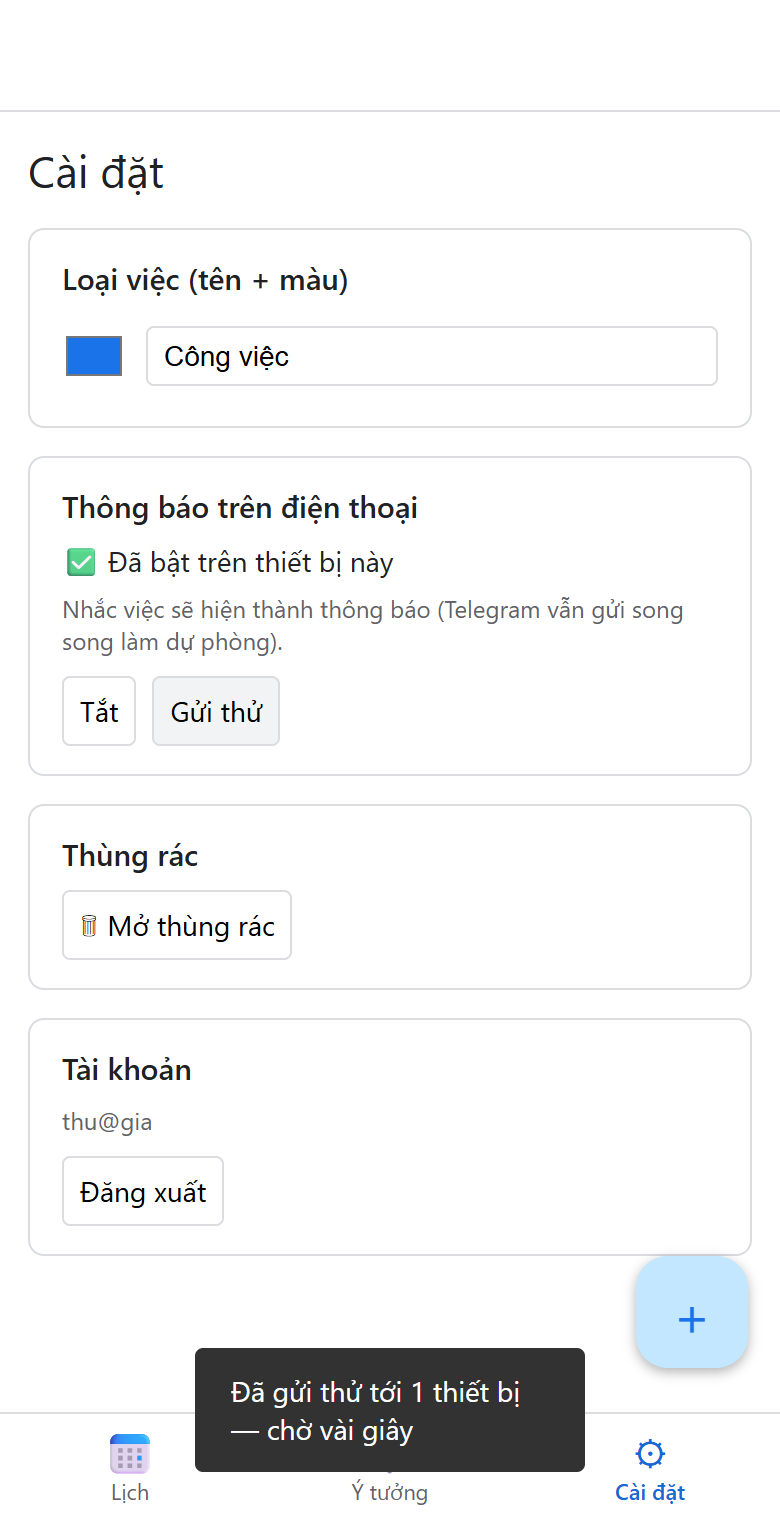 Cài đặt
Loại việc (tên + màu)
Công việc
Thông báo trên điện thoại
✅ Đã bật trên thiết bị này
Nhắc việc sẽ hiện thành thông báo (Telegram vẫn gửi song
song làm dự phòng).
Tắt
Gửi thử
Thùng rác
🗑 Mở thùng rác
Tài khoản
thu@gia
Đăng xuất
+
Đã gửi thử tới 1 thiết bị
— chờ vài giây
Lịch
Ý tưởng
Cài đặt